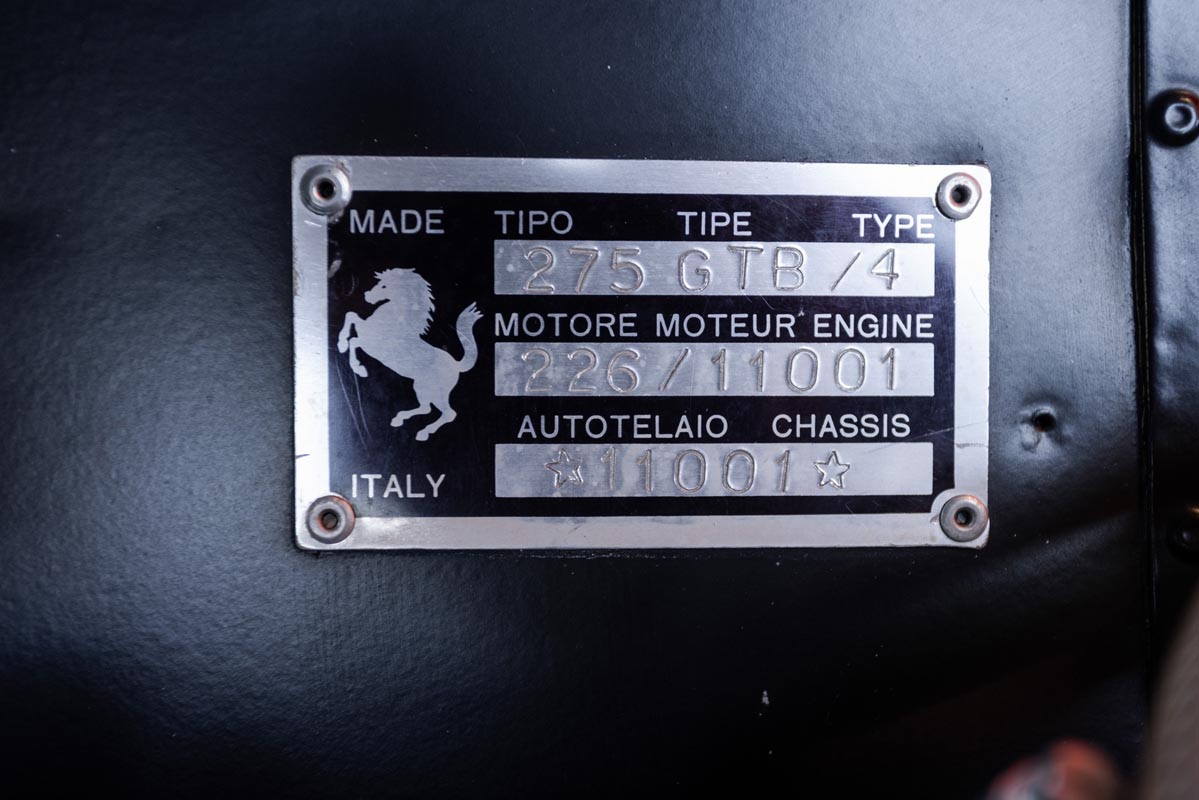 MADE TIPO TIPE TYPE
275 GTB /4
MOTORE MOTEUR ENGINE
226/11001
AUTOTELAIO CHASSIS
☆11001☆
ITALY